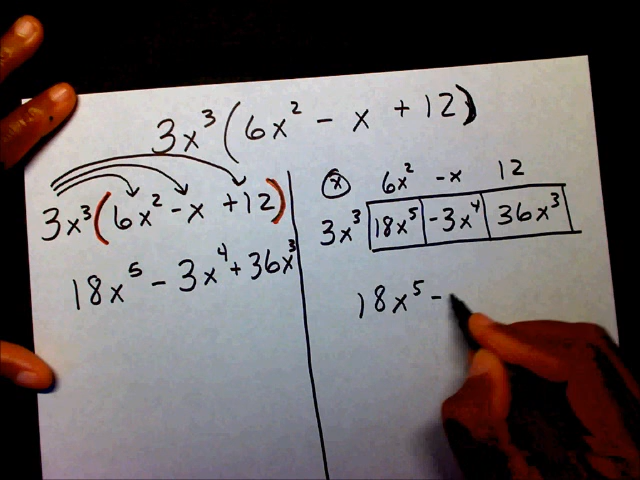 3x³(6x² - x + 12)
3x³(6x² - x + 12)
18x⁵ - 3x⁴ + 36x³
x 6x² -x 12
3x³ 18x⁵ -3x⁴ 36x³
18x⁵ -